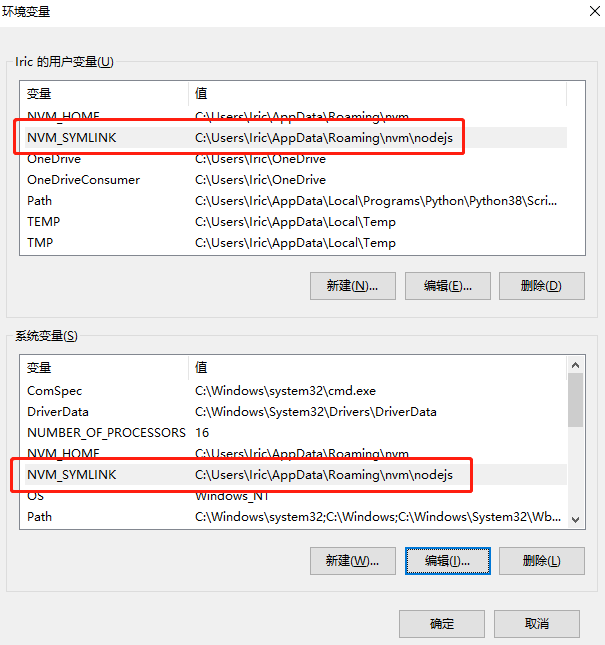 环境变量
Iric 的用户变量(U)
变量 值
NVM_HOME C:\Users\Iric\AppData\Roaming\nvm
NVM_SYMLINK C:\Users\Iric\AppData\Roaming\nvm\nodejs
OneDrive C:\Users\Iric\OneDrive
OneDriveConsumer C:\Users\Iric\OneDrive
Path C:\Users\Iric\AppData\Local\Programs\Python\Python38\Scri...
TEMP C:\Users\Iric\AppData\Local\Temp
TMP C:\Users\Iric\AppData\Local\Temp
新建(N)... 编辑(E)... 删除(D)
系统变量(S)
变量 值
ComSpec C:\Windows\system32\cmd.exe
DriverData C:\Windows\System32\Drivers\DriverData
NUMBER_OF_PROCESSORS 16
NVM_HOME C:\Users\Iric\AppData\Roaming\nvm
NVM_SYMLINK C:\Users\Iric\AppData\Roaming\nvm\nodejs
OS Windows_NT
Path C:\Windows\system32;C:\Windows;C:\Windows\System32\Wb...
新建(W)... 编辑(I)... 删除(L)
确定 取消